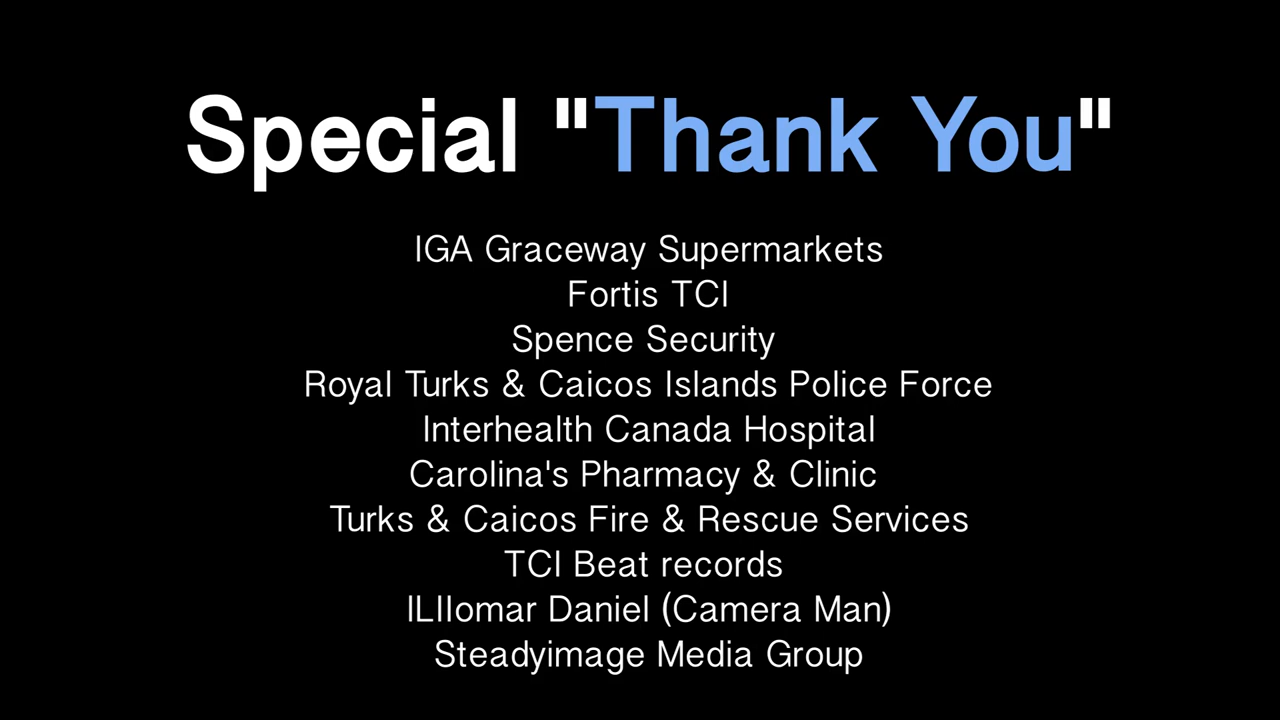 Special "Thank You"
IGA Graceway Supermarkets
Fortis TCI
Spence Security
Royal Turks & Caicos Islands Police Force
Interhealth Canada Hospital
Carolina's Pharmacy & Clinic
Turks & Caicos Fire & Rescue Services
TCI Beat records
ILIlomar Daniel (Camera Man)
Steadyimage Media Group